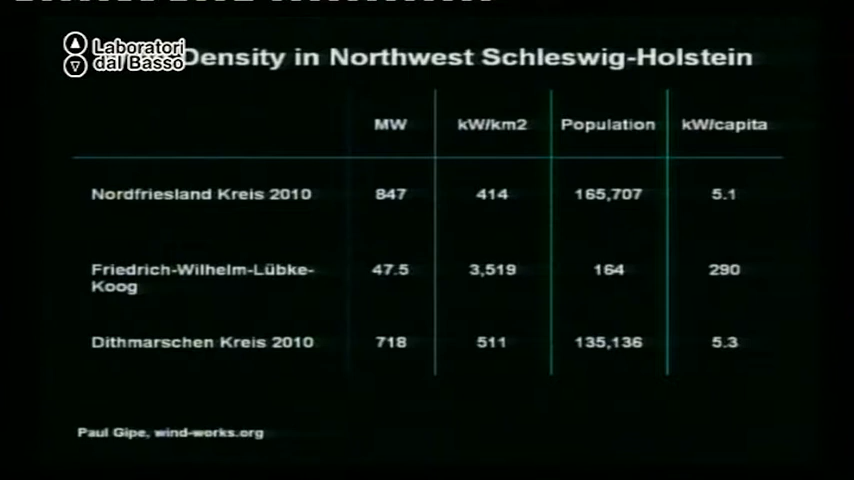 Laboratori
dal Basso
Density in Northwest Schleswig-Holstein
MW kW/km2 Population kW/capita
Nordfriesland Kreis 2010 847 414 165,707 5.1
Friedrich-Wilhelm-Lübke-
Koog 47.5 3,519 164 290
Dithmarschen Kreis 2010 718 511 135,136 5.3
Paul Gipe, wind-works.org